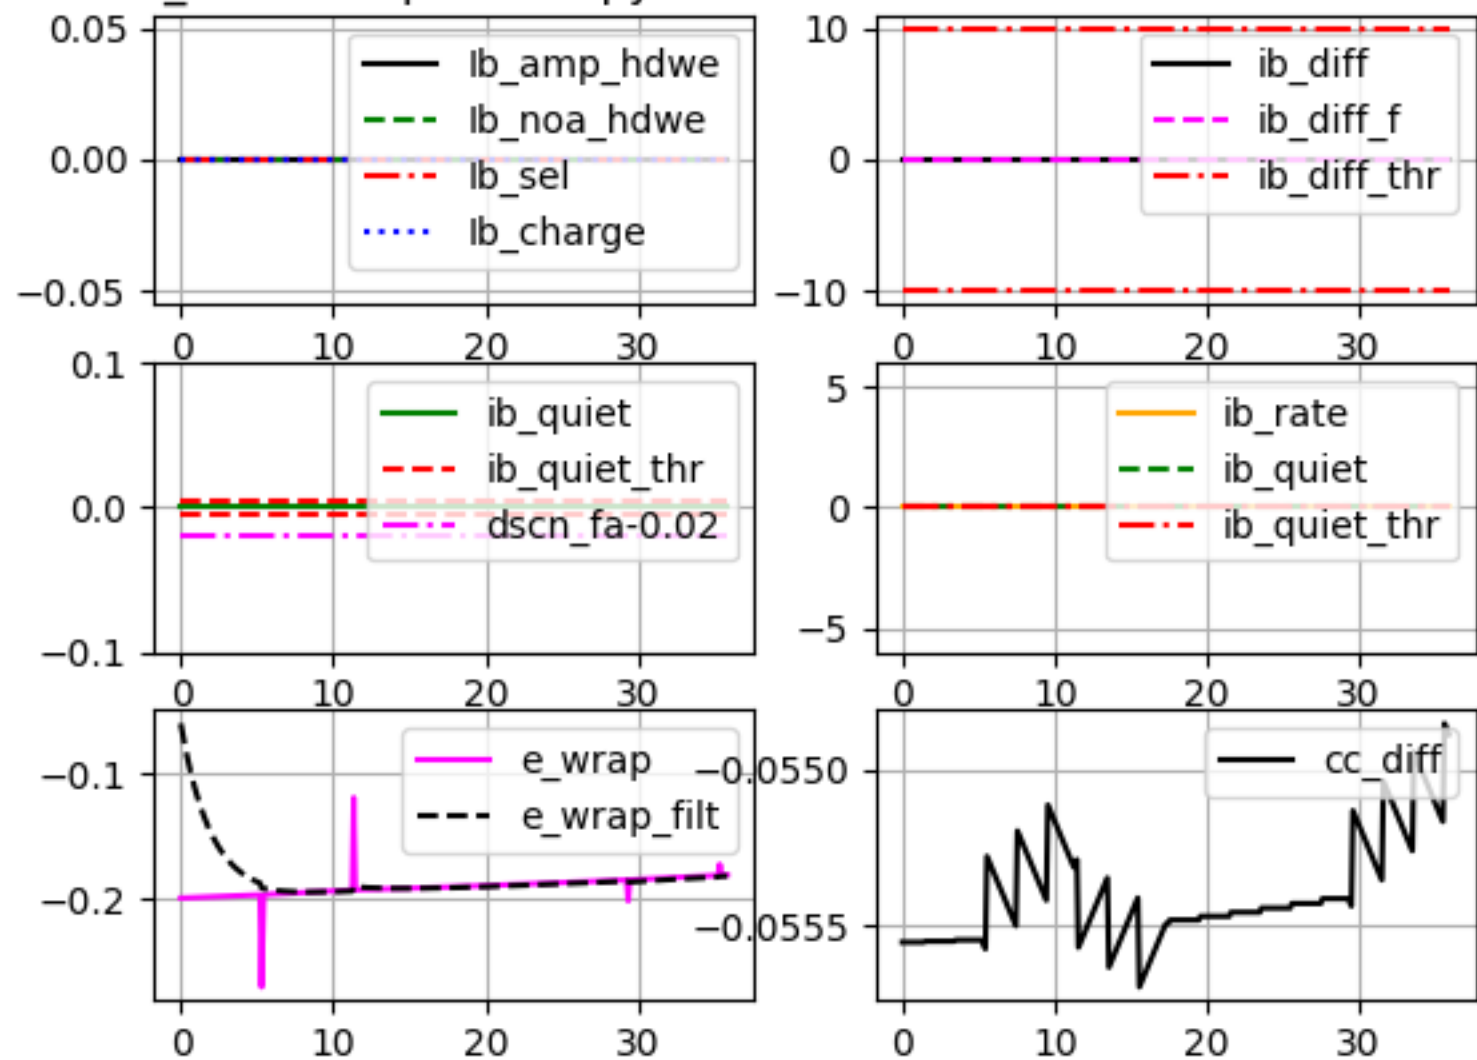 0.05
0.00
−0.05
0
10
20
30
Ib_amp_hdwe
Ib_noa_hdwe
Ib_sel
Ib_charge
10
0
−10
0
10
20
30
ib_diff
ib_diff_f
ib_diff_thr
0.1
0.0
−0.1
0
10
20
30
ib_quiet
ib_quiet_thr
dscn_fa-0.02
5
0
−5
0
10
20
30
ib_rate
ib_quiet
ib_quiet_thr
−0.1
−0.2
0
10
20
30
e_wrap
e_wrap_filt
−0.0550
−0.0555
0
10
20
30
cc_diff